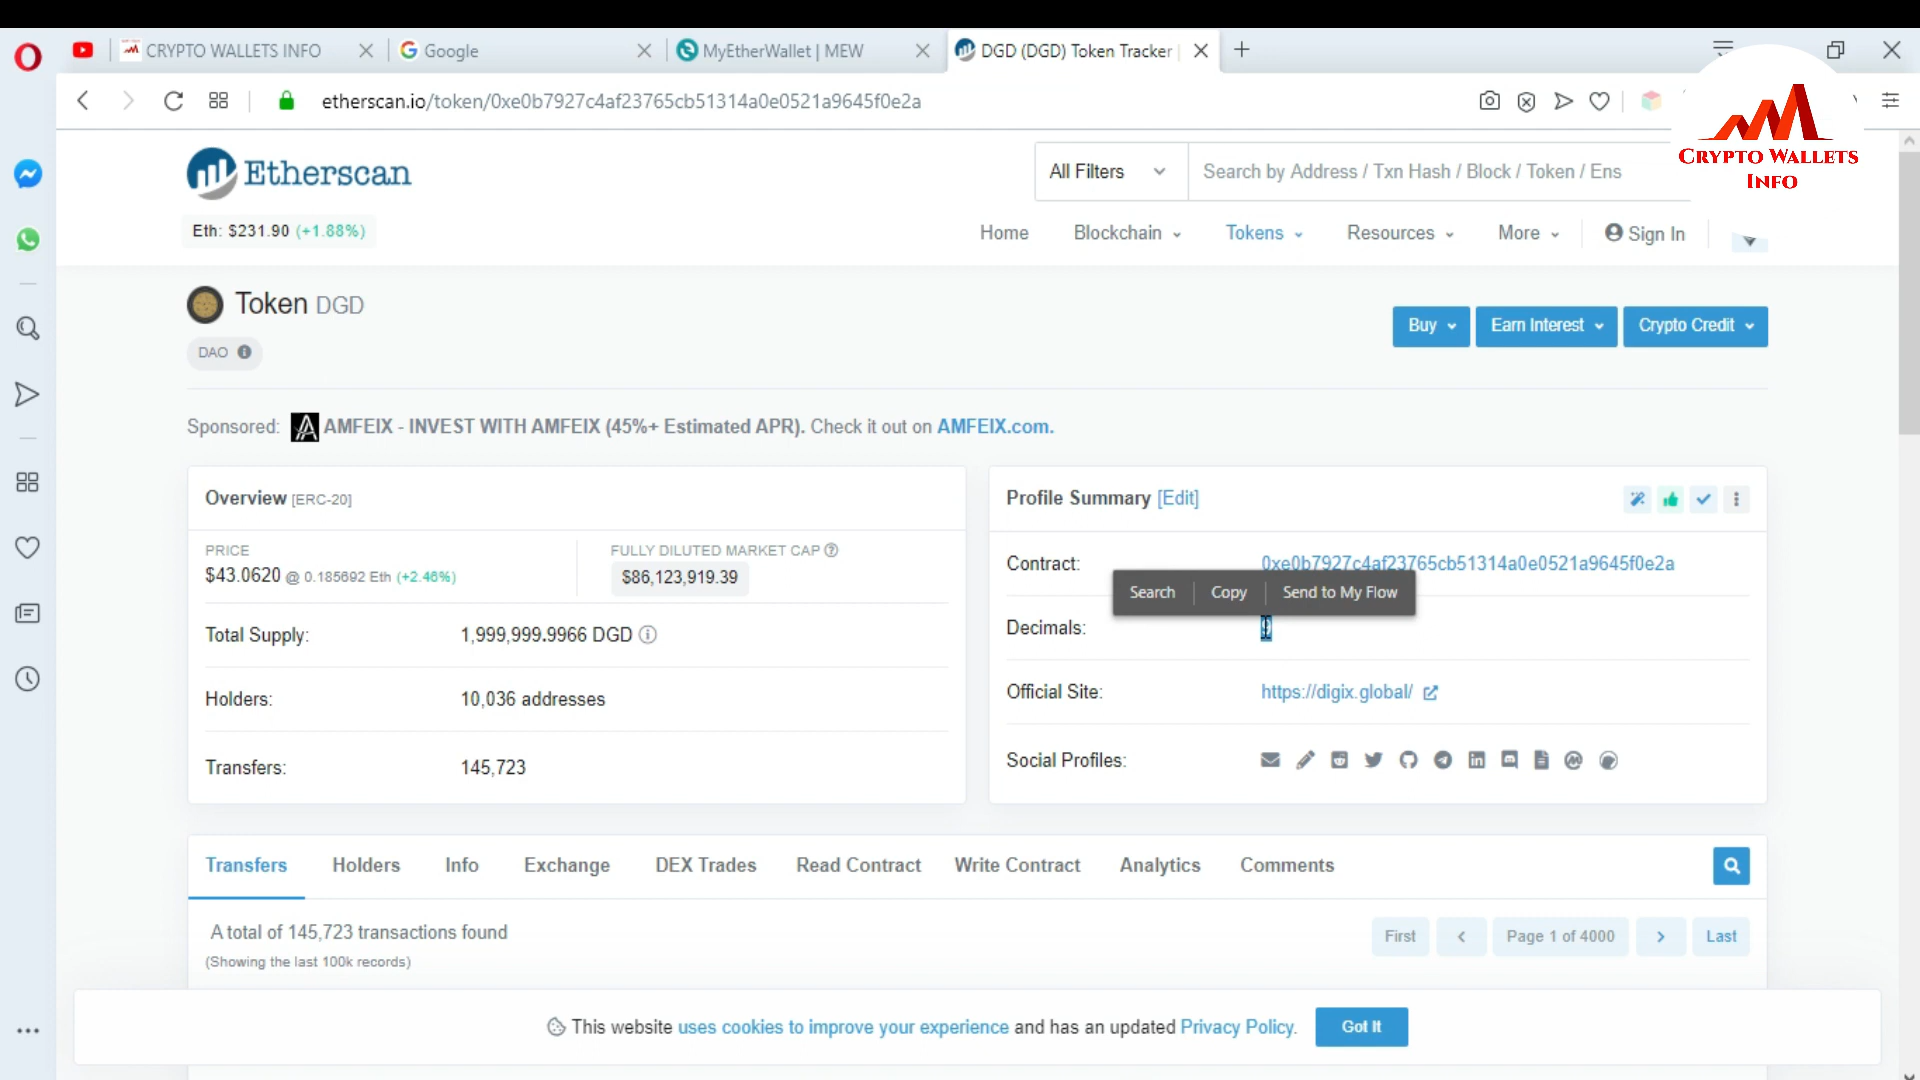 CRYPTO WALLETS INFO
Google
MyEtherWallet | MEW
DGD (DGD) Token Tracker |
etherscan.io/token/0xe0b7927c4af23765cb51314a0e0521a9645f0e2a
CRYPTO WALLETS
INFO
Etherscan
All Filters
Search by Address / Txn Hash / Block / Token / Ens
Eth: $231.90 (+1.88%)
Home Blockchain Tokens Resources More Sign In
Token DGD
DAO
Buy Earn Interest Crypto Credit
Sponsored: AMFEIX - INVEST WITH AMFEIX (45%+ Estimated APR). Check it out on AMFEIX.com.
Overview [ERC-20]
PRICE
$43.0620 @ 0.185692 Eth (+2.46%)
FULLY DILUTED MARKET CAP
$86,123,919.39
Total Supply: 1,999,999.9966 DGD
Holders: 10,036 addresses
Transfers: 145,723
Profile Summary [Edit]
Contract: 0xe0b7927c4af23765cb51314a0e0521a9645f0e2a
Search Copy Send to My Flow
Decimals:
Official Site: https://digix.global/
Social Profiles:
Transfers Holders Info Exchange DEX Trades Read Contract Write Contract Analytics Comments
A total of 145,723 transactions found
(Showing the last 100k records)
First < Page 1 of 4000 > Last
This website uses cookies to improve your experience and has an updated Privacy Policy.
Got It